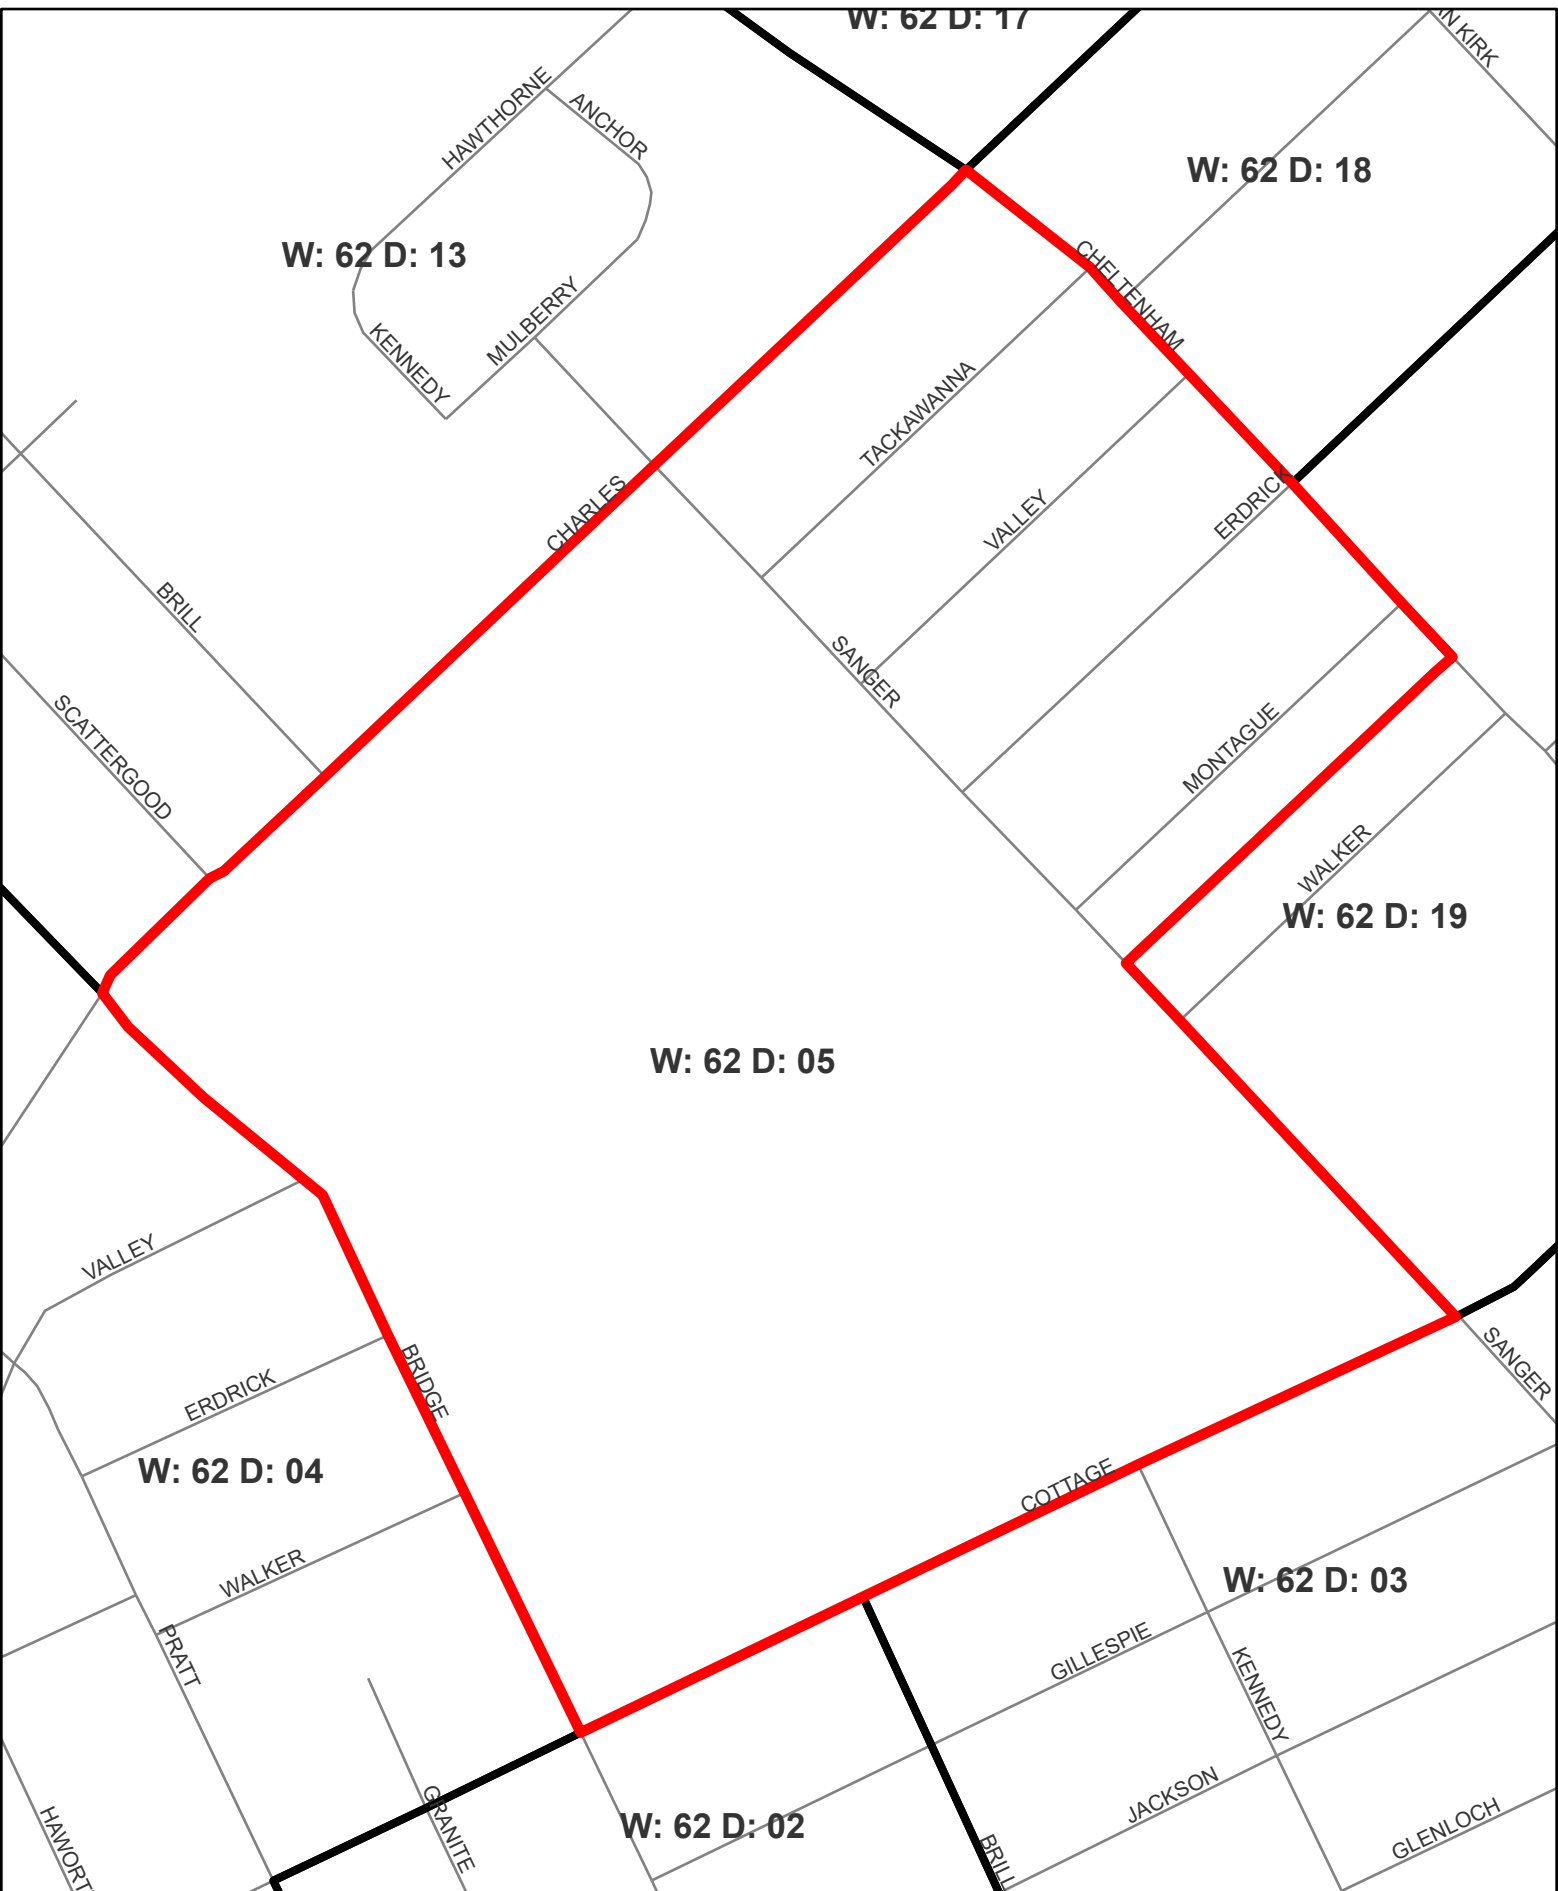 W: 62 D: 17
HAWTHORNE
ANCHOR
W: 62 D: 18
W: 62 D: 13
CHELTENHAM
MULBERRY
KENNEDY
TACKAWANNA
CHARLES
VALLEY
ERDRICK
BRILL
SANGER
SCATTERGOOD
MONTAGUE
WALKER
W: 62 D: 19
W: 62 D: 05
VALLEY
BRIDGE
ERDRICK
SANGER
W: 62 D: 04
COTTAGE
WALKER
W: 62 D: 03
PRATT
GILLESPIE
KENNEDY
JACKSON
GRANITE
W: 62 D: 02
GLENLOCH
HAWORT
BRILL
N KIRK